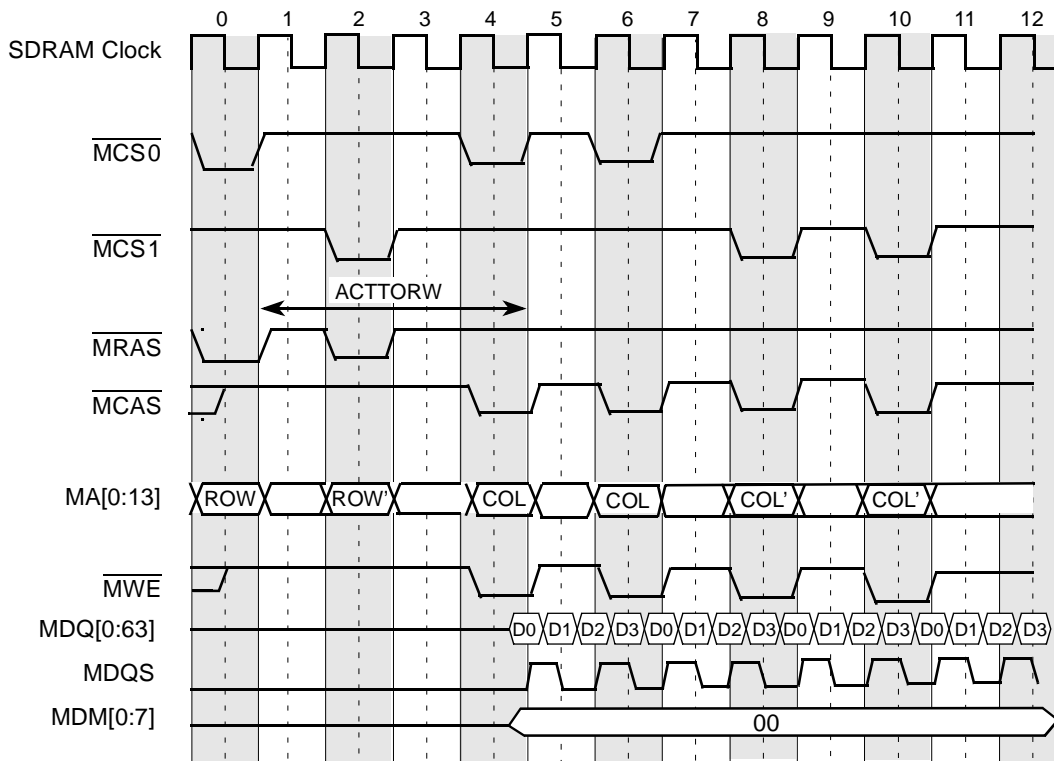 0 1 2 3 4 5 6 7 8 9 10 11 12
SDRAM Clock
MCS0
MCS1
ACTTORW
MRAS
MCAS
MA[0:13] ROW ROW' COL COL COL' COL'
MWE
MDQ[0:63] D0 D1 D2 D3 D0 D1 D2 D3 D0 D1 D2 D3 D0 D1 D2 D3
MDQS
MDM[0:7] 00